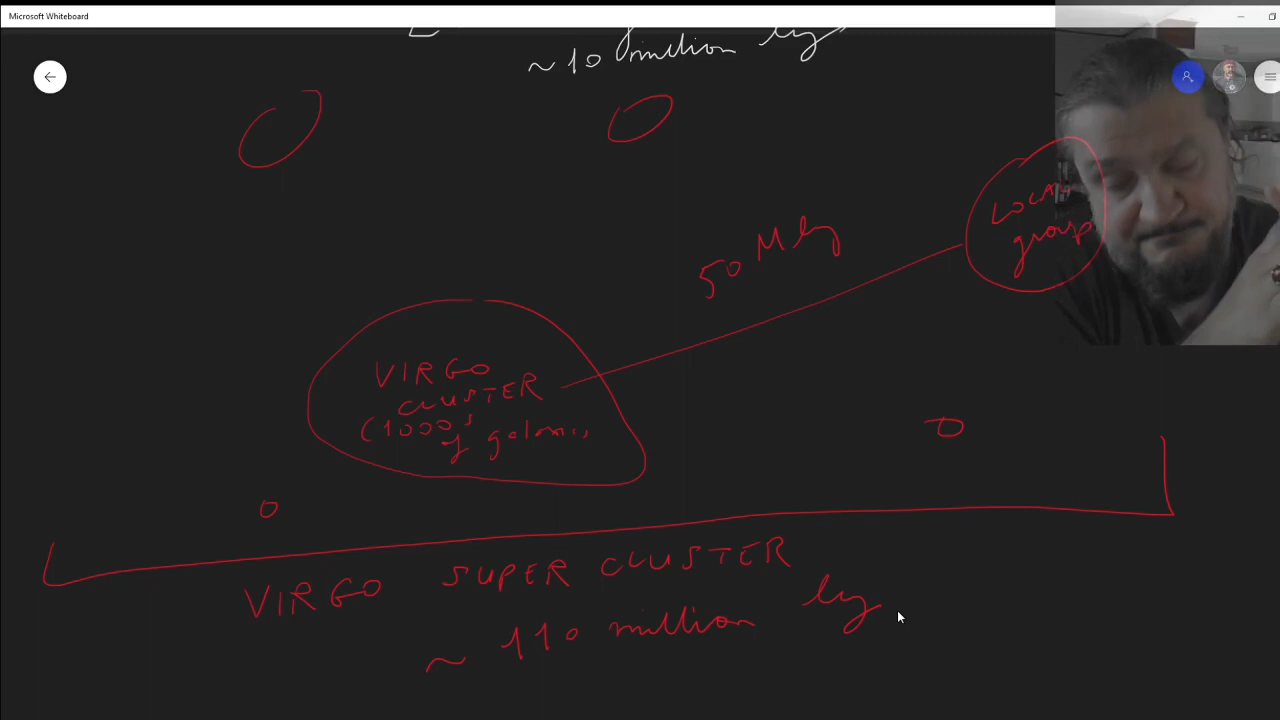 Microsoft Whiteboard
~10 million ly
LOCAL
group
50 Mly
VIRGO
CLUSTER
(1000's
of galaxies
VIRGO SUPER CLUSTER
~ 110 million ly